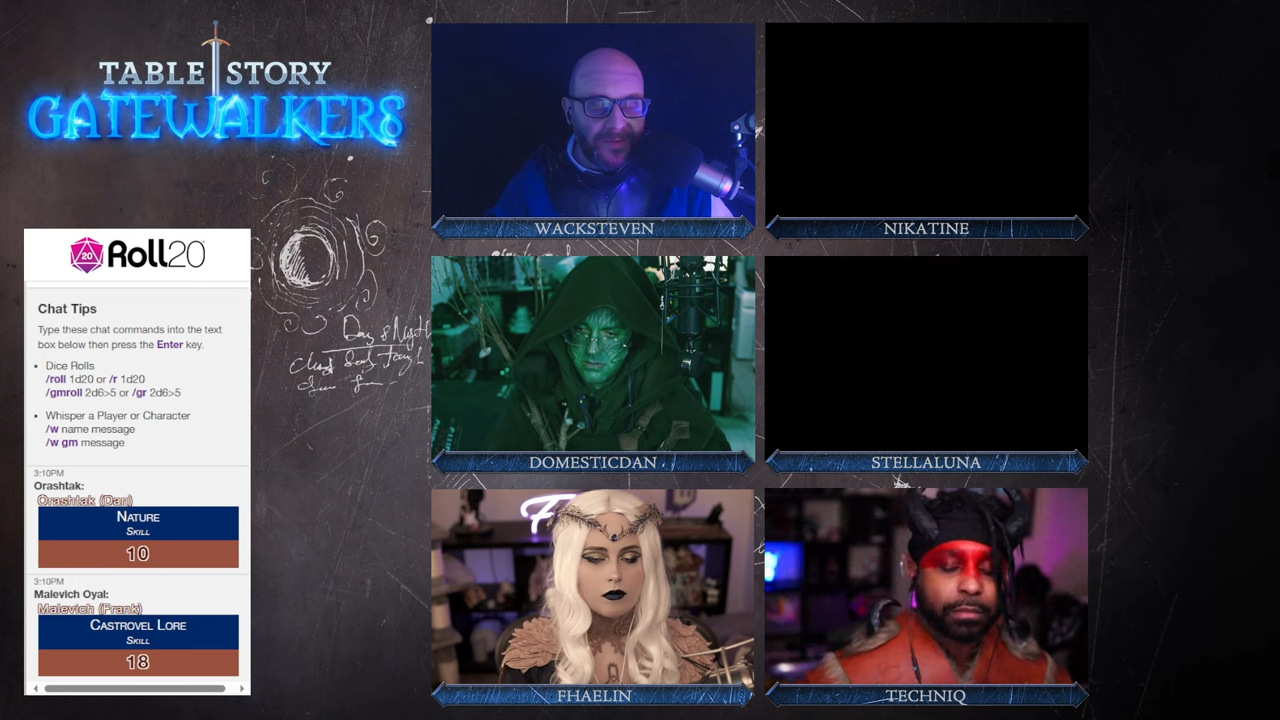 TABLE STORY
GATEWALKERS
20 Roll20
Chat Tips
Type these chat commands into the text
box below then press the Enter key.
Dice Rolls
/roll 1d20 or /r 1d20
/gmroll 2d6>5 or /gr 2d6>5
Whisper a Player or Character
/w name message
/w gm message
3:10PM
Orashtak:
Orashtak (Dan)
NATURE
SKILL
10
3:10PM
Malevich Oyal:
Malevich (Frank)
CASTROVEL LORE
SKILL
18
Day & Night
WACKSTEVEN
NIKATINE
DOMESTICDAN
STELLALUNA
FHAELIN
TECHNIQ